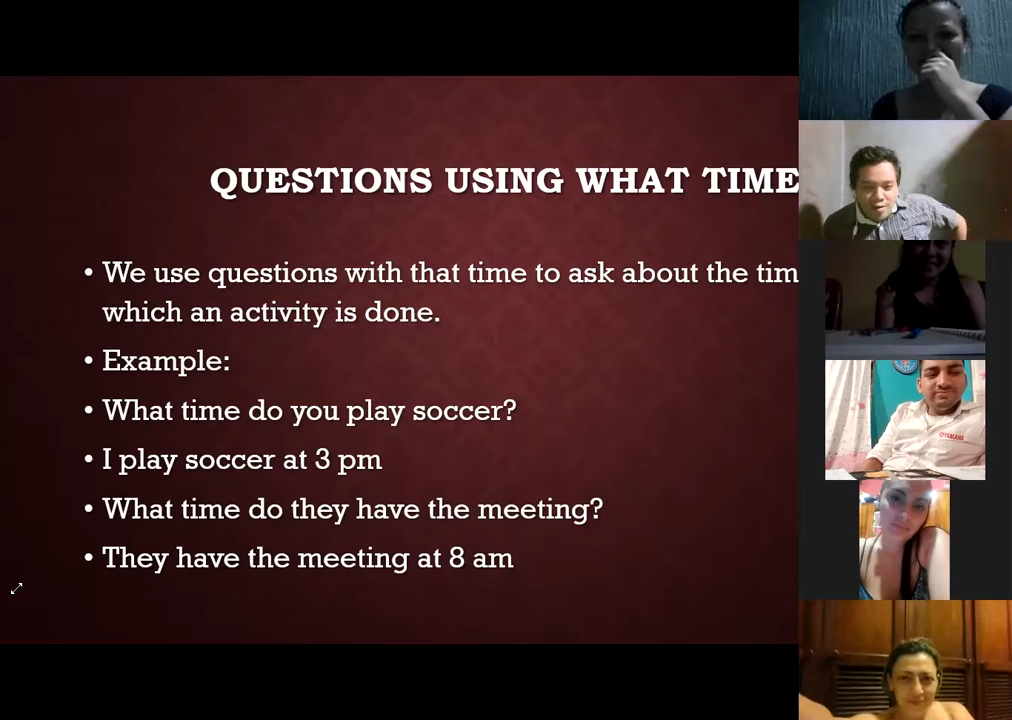 QUESTIONS USING WHAT TIME
• We use questions with that time to ask about the tim
which an activity is done.
• Example:
• What time do you play soccer?
• I play soccer at 3 pm
• What time do they have the meeting?
• They have the meeting at 8 am
YAMAHA